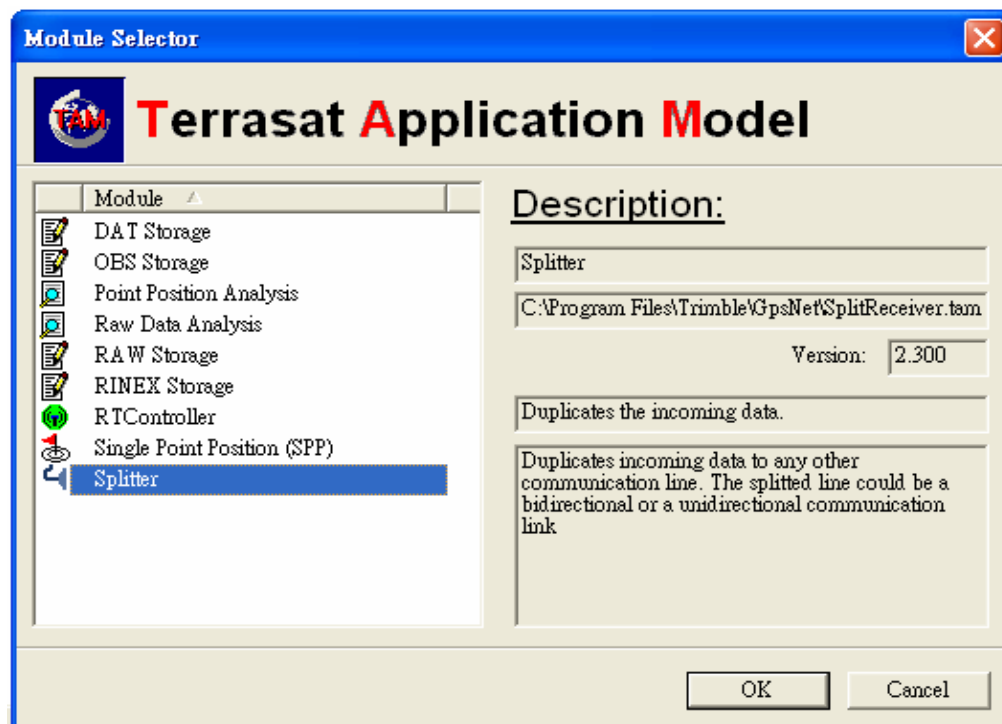 Module Selector
TAM
Terrasat Application Model
Module
DAT Storage
OBS Storage
Point Position Analysis
Raw Data Analysis
RAW Storage
RINEX Storage
RTController
Single Point Position (SPP)
Splitter
Description:
Splitter
C:\Program Files\Trimble\GpsNet\SplitReceiver.tam
Version: 2.300
Duplicates the incoming data.
Duplicates incoming data to any other
communication line. The splitted line could be a
bidirectional or a unidirectional communication
link
OK Cancel